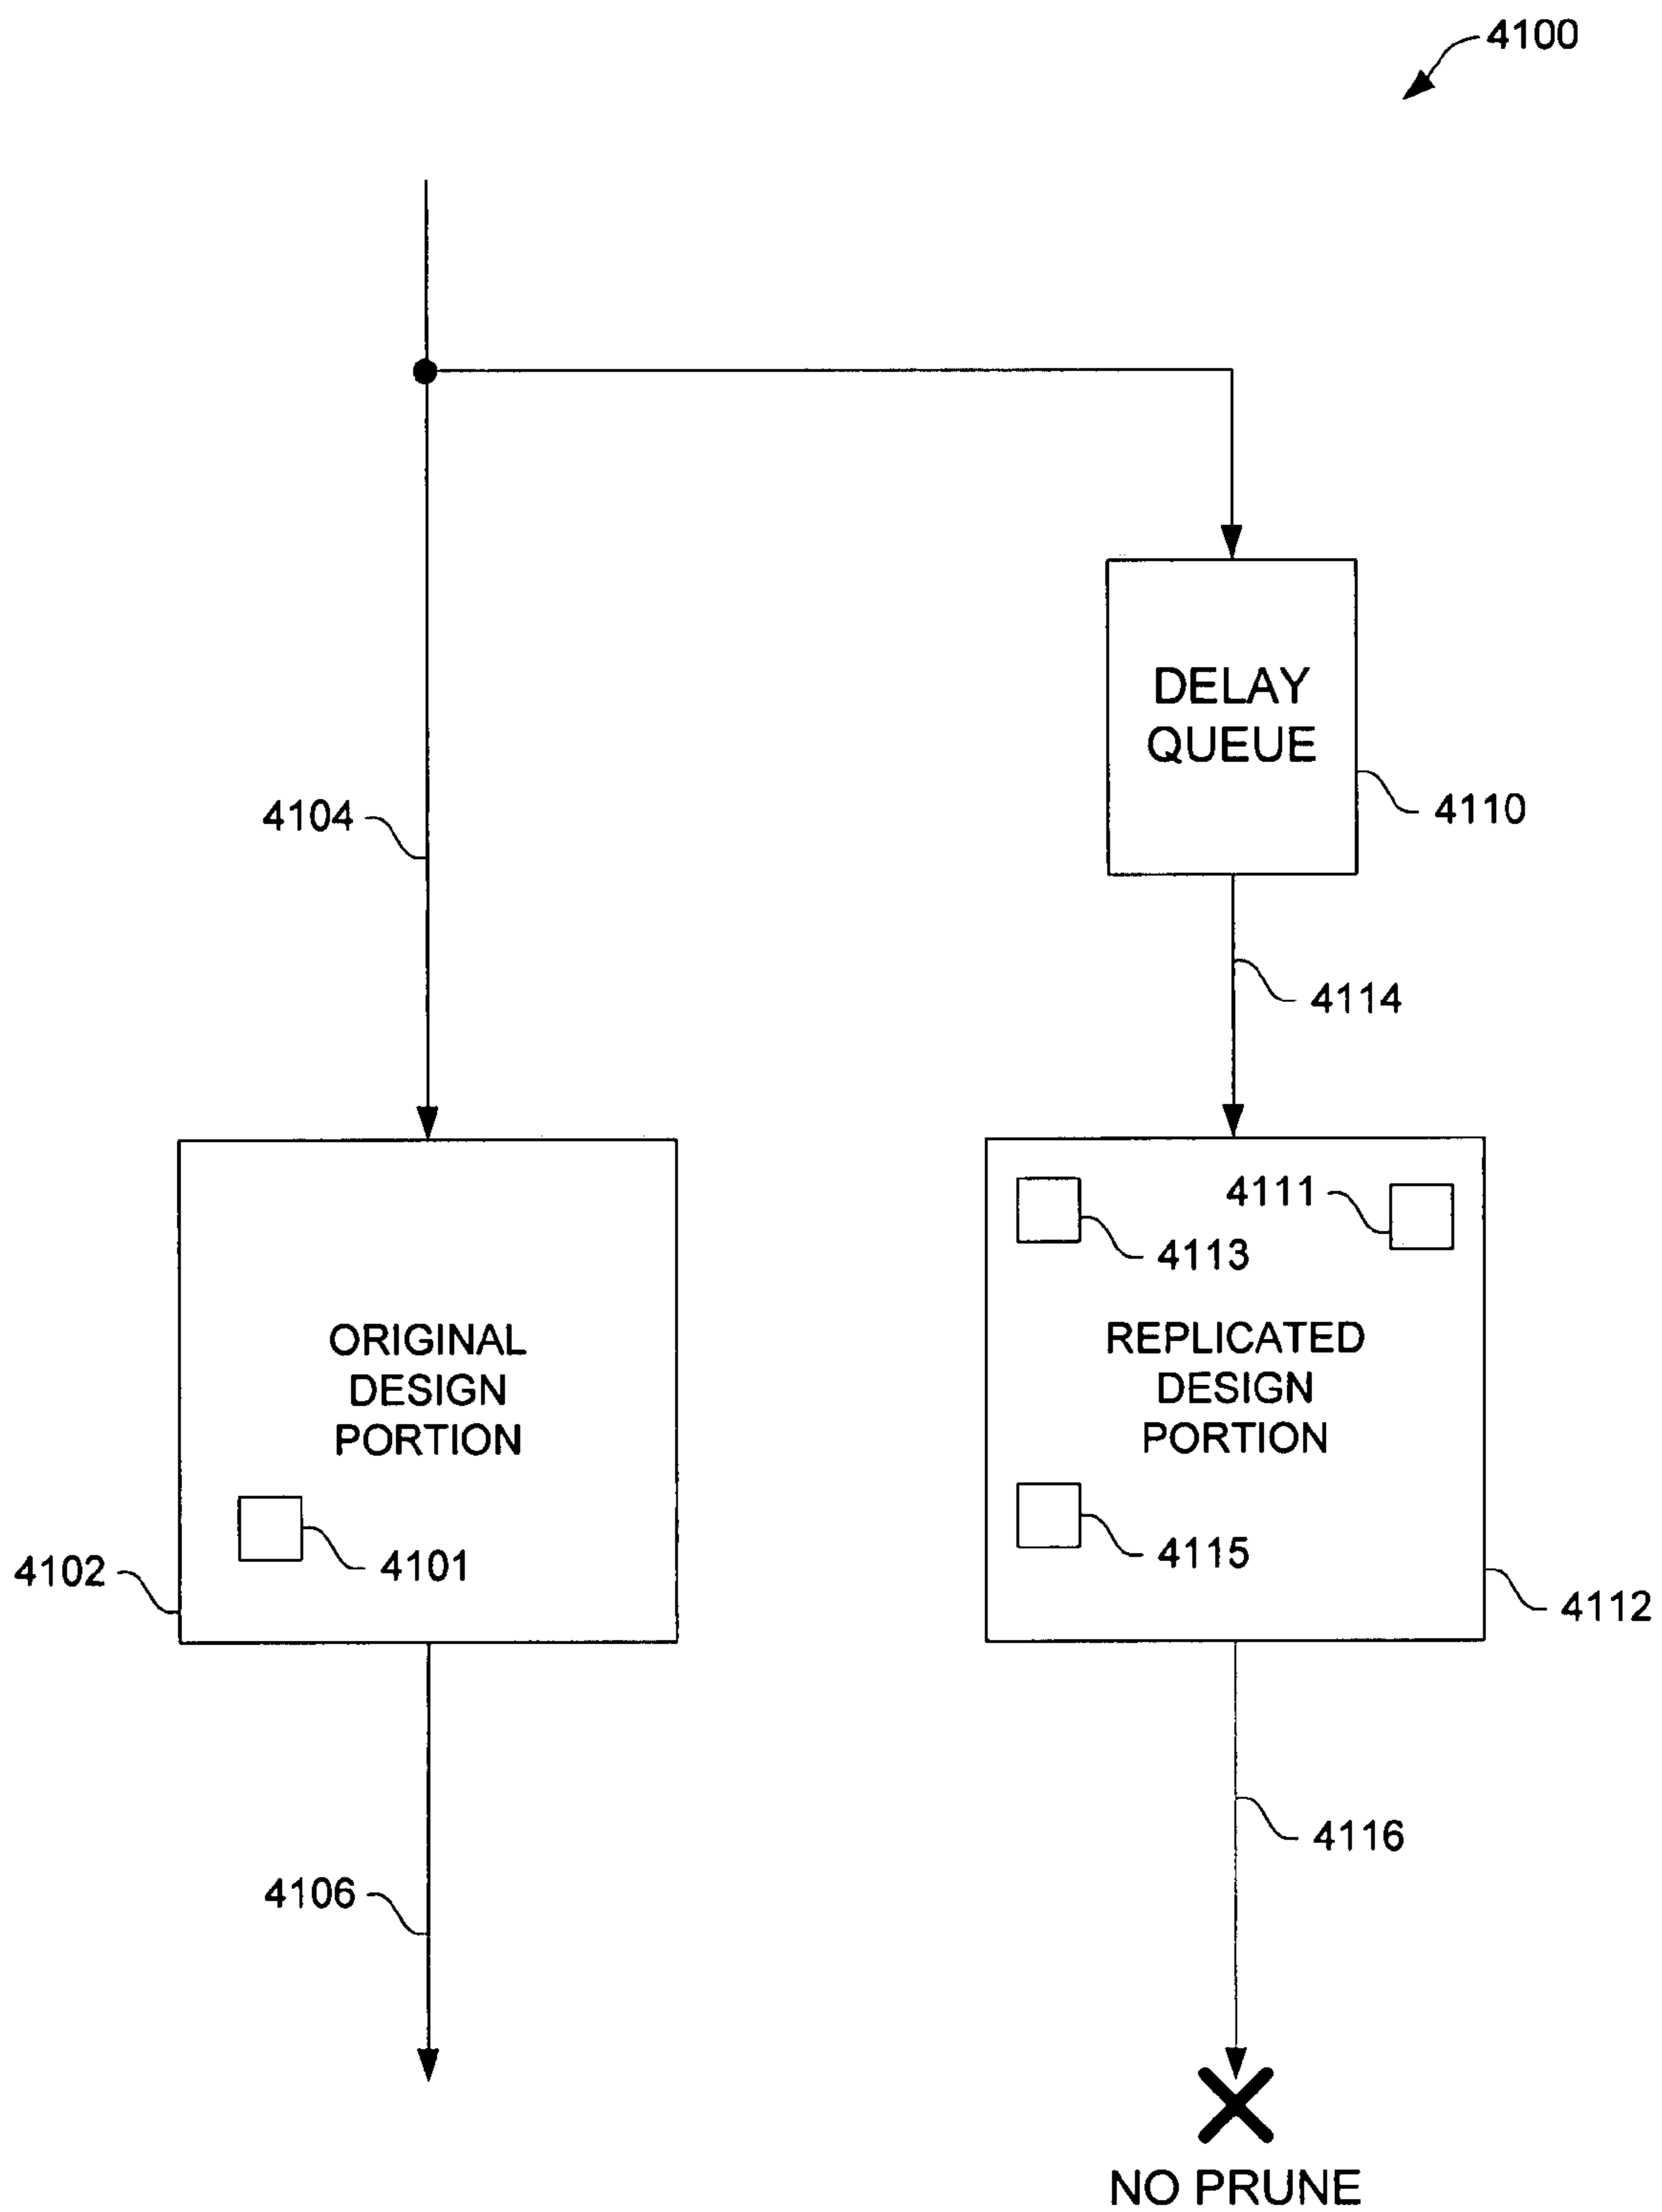 4100
DELAY
QUEUE
4104
4110
4114
4111
4113
ORIGINAL
DESIGN
PORTION
REPLICATED
DESIGN
PORTION
4101
4102
4115
4112
4116
4106
NO PRUNE